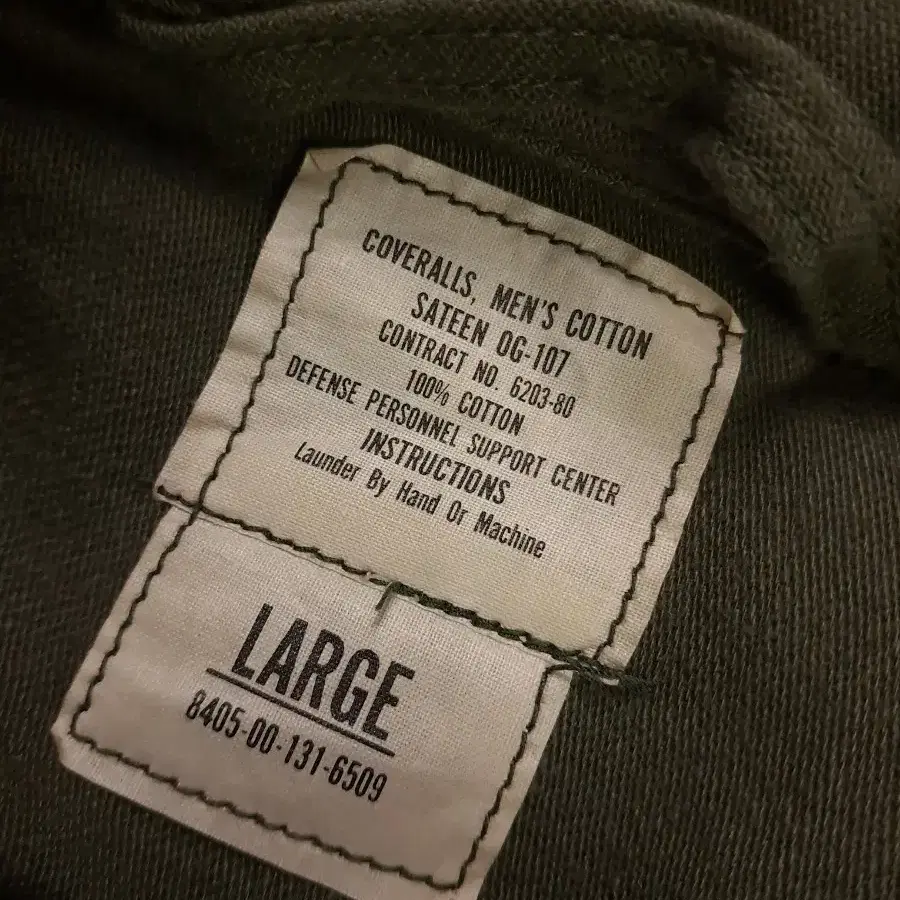 COVERALLS, MEN'S COTTON
SATEEN OG-107
CONTRACT NO. 6203-80
100% COTTON
DEFENSE PERSONNEL SUPPORT CENTER
INSTRUCTIONS
Launder By Hand Or Machine
LARGE
8405-00-131-6509